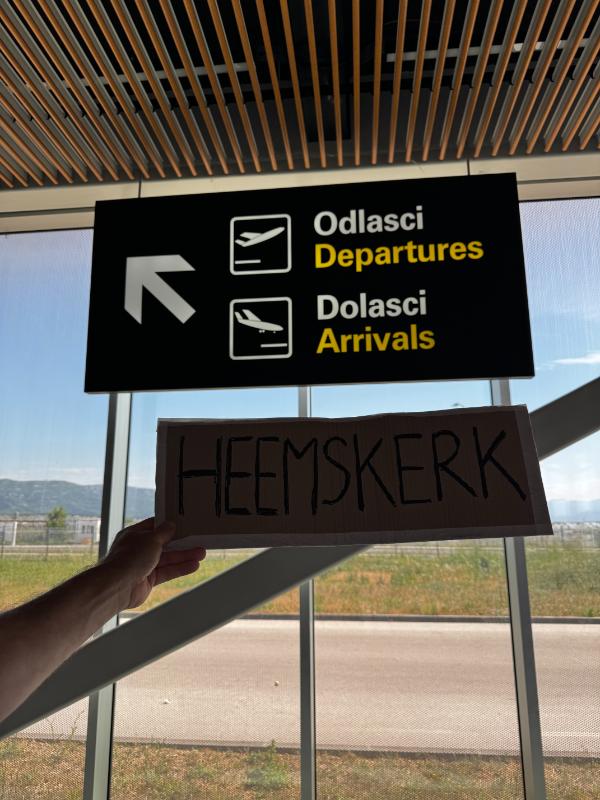 Odlasci
Departures
Dolasci
Arrivals
HEEMSKERK